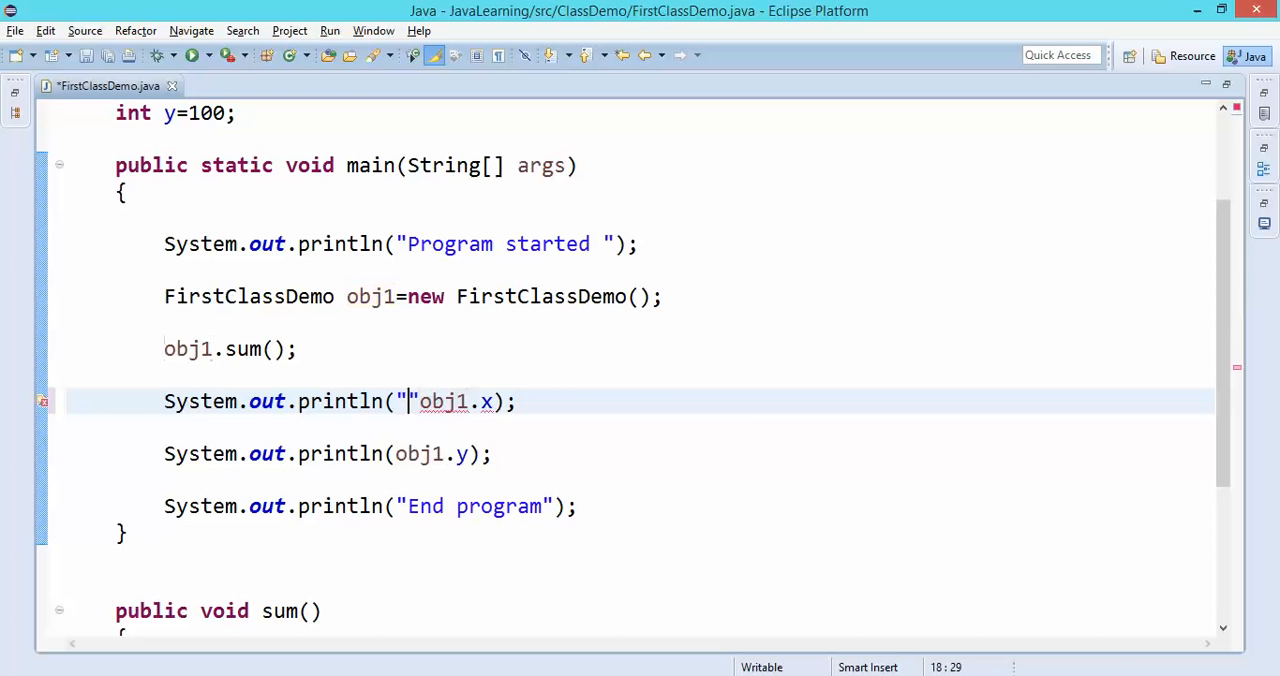 Java - JavaLearning/src/ClassDemo/FirstClassDemo.java - Eclipse Platform
File Edit Source Refactor Navigate Search Project Run Window Help
Quick Access Resource Java
*FirstClassDemo.java
int y=100;
public static void main(String[] args)
{
System.out.println("Program started ");
FirstClassDemo obj1=new FirstClassDemo();
obj1.sum();
System.out.println(""obj1.x);
System.out.println(obj1.y);
System.out.println("End program");
}
public void sum()
{
Writable Smart Insert 18:29